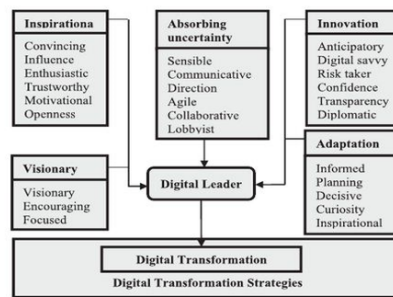 Inspirationa
Convincing
Influence
Enthusiastic
Trustworthy
Motivational
Openness
Absorbing
uncertainty
Sensible
Communicative
Direction
Agile
Collaborative
Lobbvist
Innovation
Anticipatory
Digital savvy
Risk taker
Confidence
Transparency
Diplomatic
Visionary
Visionary
Encouraging
Focused
Digital Leader
Adaptation
Informed
Planning
Decisive
Curiosity
Inspirational
Digital Transformation
Digital Transformation Strategies